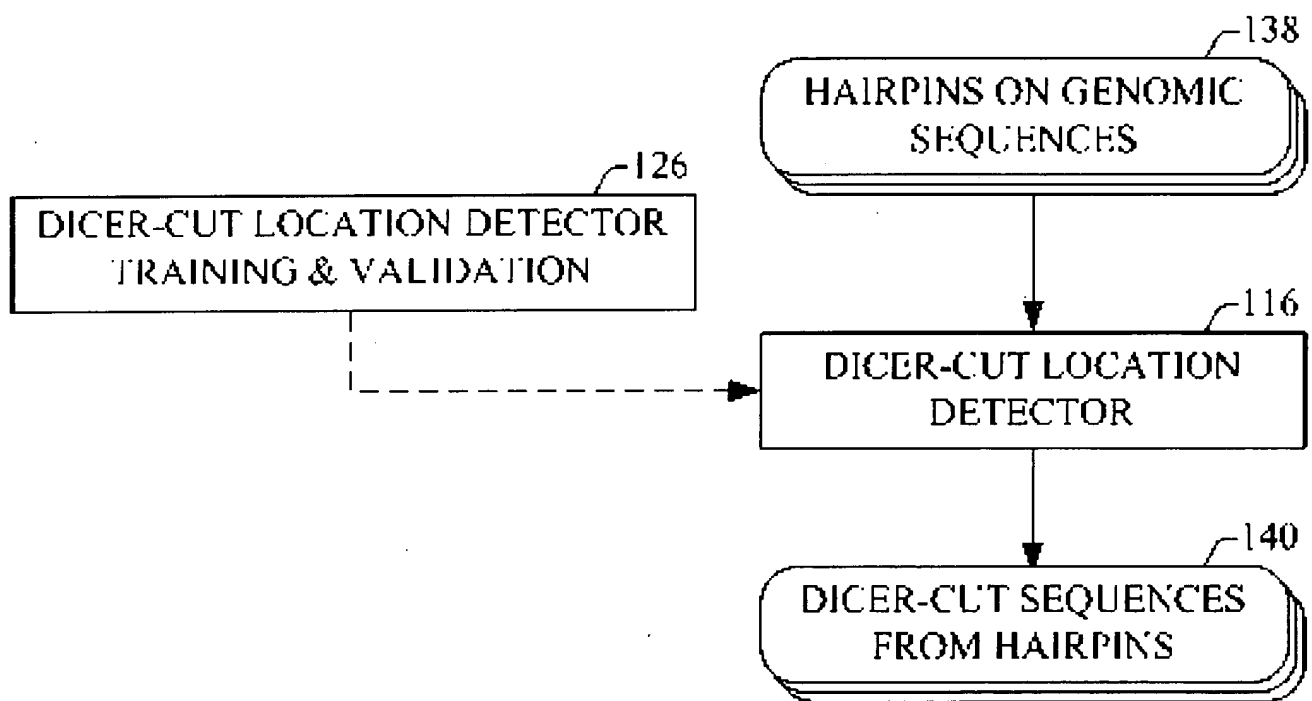 138
HAIRPINS ON GENOMIC
SEQUENCES
126
DICER-CUT LOCATION DETECTOR
TRAINING & VALIDATION
116
DICER-CUT LOCATION
DETECTOR
140
DICER-CUT SEQUENCES
FROM HAIRPINS